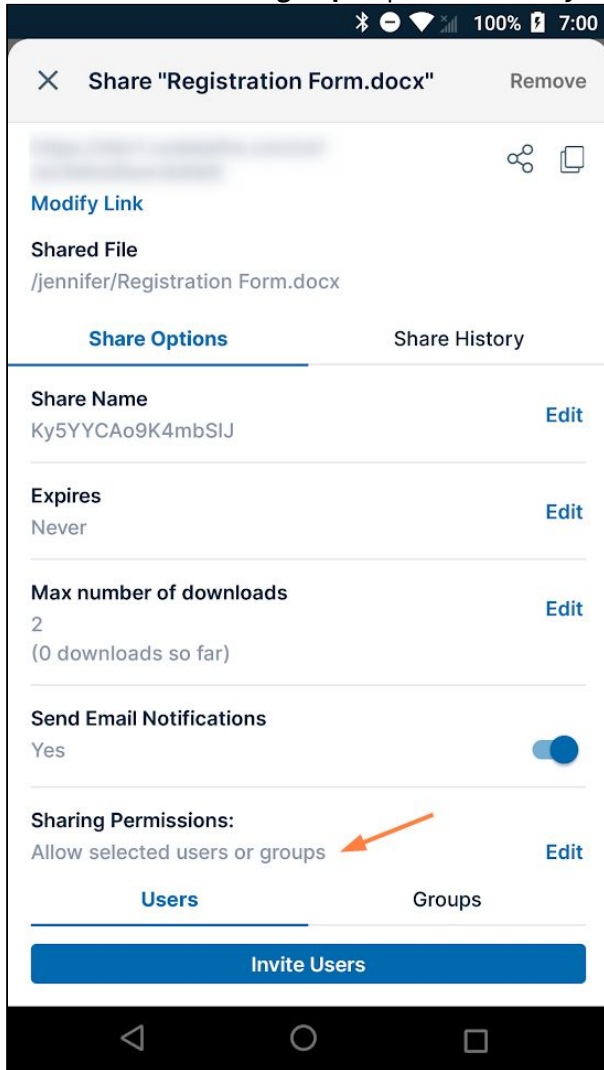 100% 7:00
Share "Registration Form.docx" Remove
Modify Link
Shared File
/jennifer/Registration Form.docx
Share Options Share History
Share Name
Ky5YYCAo9K4mbSIJ Edit
Expires
Never Edit
Max number of downloads
2 Edit
(0 downloads so far)
Send Email Notifications
Yes
Sharing Permissions:
Allow selected users or groups Edit
Users Groups
Invite Users